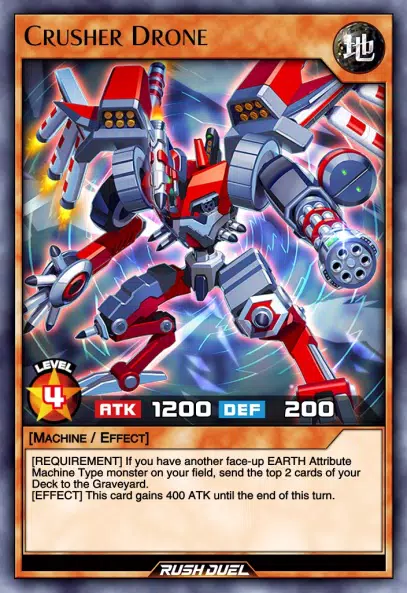 Crusher Drone
地
LEVEL
4
ATK 1200 DEF 200
[Machine / Effect]
[REQUIREMENT] If you have another face-up EARTH Attribute
Machine Type monster on your field, send the top 2 cards of your
Deck to the Graveyard.
[EFFECT] This card gains 400 ATK until the end of this turn.
RUSH DUEL